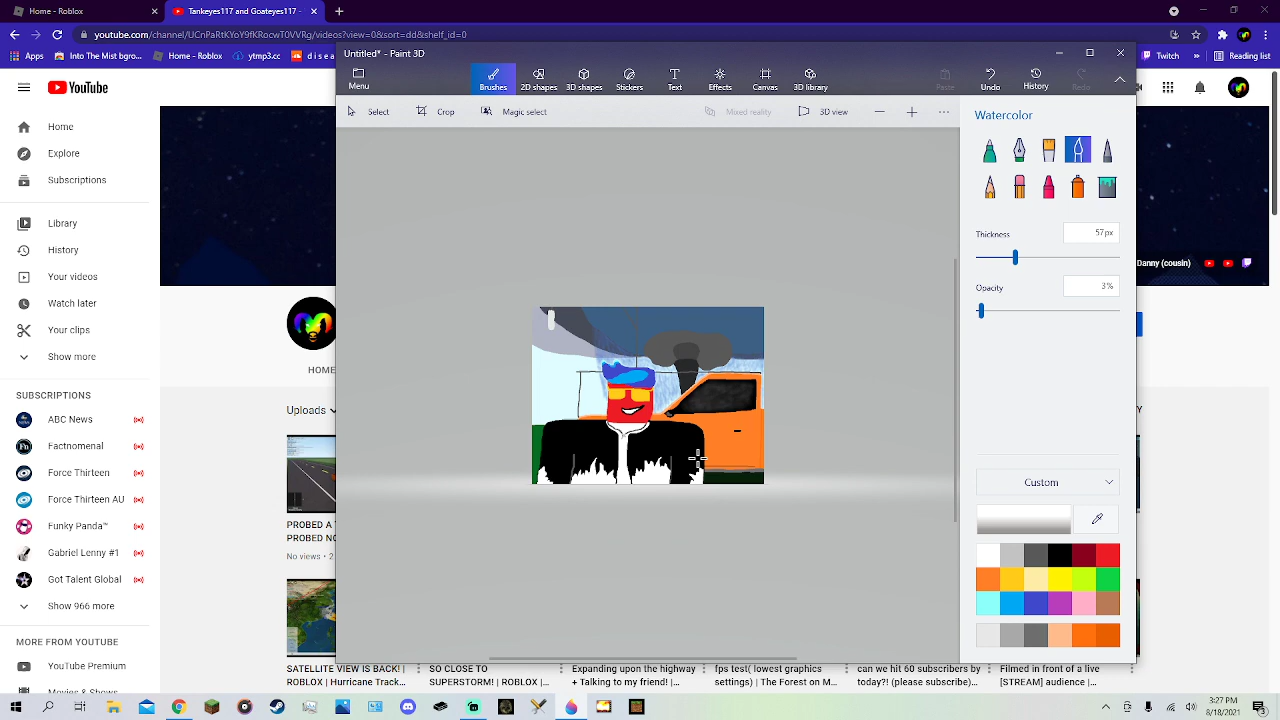 Home - Roblox
Tankeyes117 and Goateyes117 -
youtube.com/channel/UCnPaRtKYoY9fKRocwT0VVRg/videos?view=0&sort=dd&shelf_id=0
Apps
Into The Mist bgro...
Home - Roblox
ytmp3.cc
d i s e a
Twitch
Reading list
Untitled* - Paint 3D
Menu
Brushes
2D shapes
3D shapes
Stickers
Text
Effects
Canvas
3D library
Paste
Undo
History
Redo
Select
Crop
Magic select
Mixed reality
3D view
Watercolor
Thickness
57px
Opacity
3%
Custom
YouTube
Home
Explore
Subscriptions
Library
History
Your videos
Watch later
Your clips
Show more
SUBSCRIPTIONS
ABC News
Factnomenal
Force Thirteen
Force Thirteen AU
Funky Panda™
Gabriel Lenny #1
Got Talent Global
Show 966 more
MORE FROM YOUTUBE
YouTube Premium
Danny (cousin)
HOME
Uploads
PROBED A
PROBED NO
No views • 2
SATELLITE VIEW IS BACK! |
ROBLOX | Hurricane Track...
SO CLOSE TO
SUPERSTORM! | ROBLOX |...
Expanding upon the highway
+ Talking to my friend! |...
fps test( lowest graphics
settings) | The Forest on M...
can we hit 60 subscribers by
today?! (please subscribe)...
Filmed in front of a live
[STREAM] audience |...
3:27 PM
8/18/2021